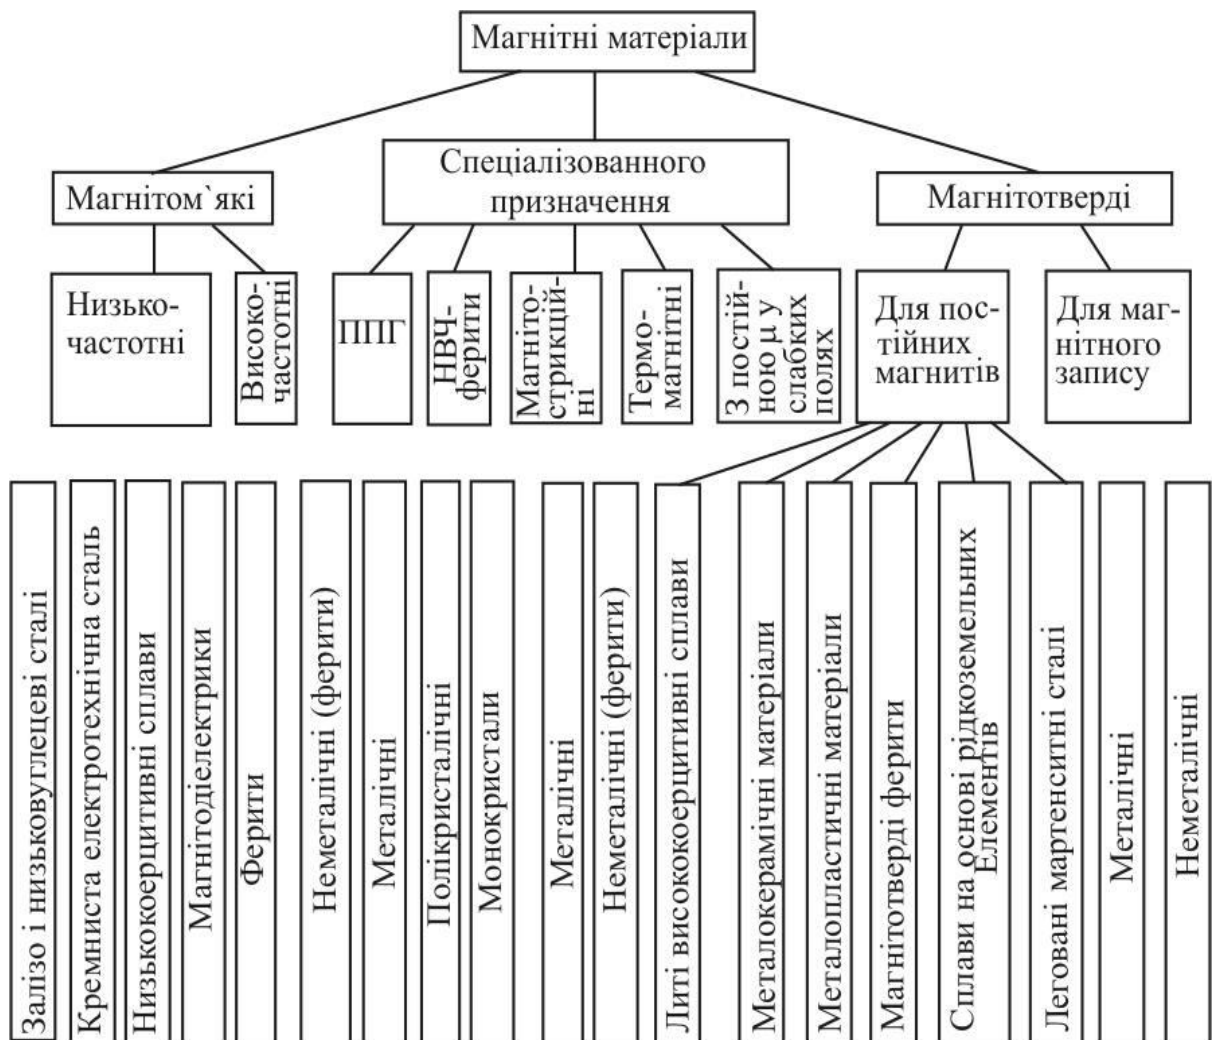 Магнітні матеріали
Магнітом`які
Спеціалізованного
призначення
Магнітотверді
Низько-
частотні
Високо-
частотні
ППГ
НВЧ-
ферити
Магніто-
стрикцій-
ні
Термо-
магнітні
З постій-
ною μ у
слабких
полях
Для пос-
тійних
магнитів
Для маг-
нітного
запису
Залізо і низьковуглецеві сталі
Кремниста електротехнічна сталь
Низькокоерцитивні сплави
Магнітодіелектрики
Ферити
Неметалічні (ферити)
Металічні
Полікристалічні
Монокристали
Металічні
Неметалічні (ферити)
Литі висококоерцитивні сплави
Металокерамічні матеріали
Металопластичні матеріали
Магнітотверді ферити
Сплави на основі рідкоземельних
Елементів
Леговані мартенситні сталі
Металічні
Неметалічні